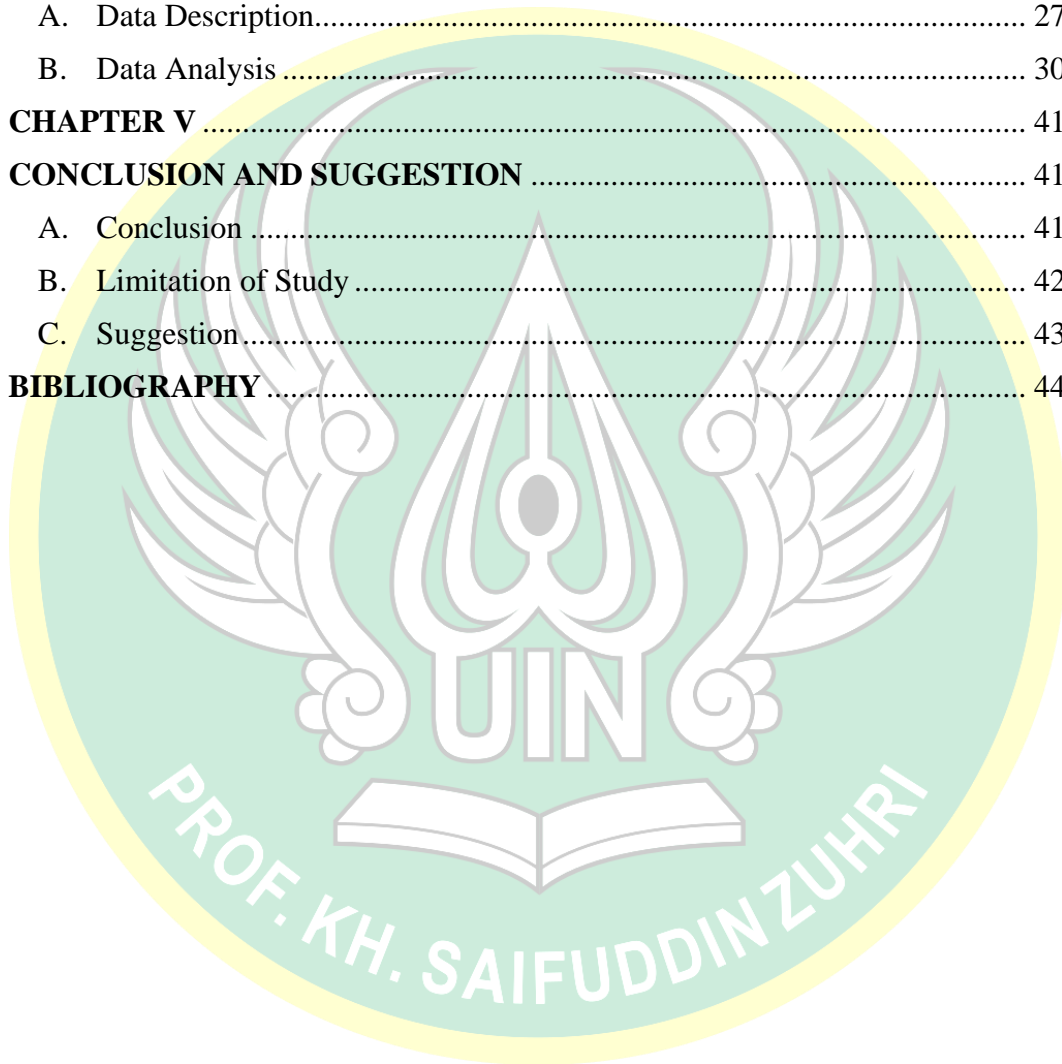 A. Data Description.......................................................................................................... 27
B. Data Analysis ............................................................................................................... 30
CHAPTER V ........................................................................................................................ 41
CONCLUSION AND SUGGESTION .......................................................................... 41
A. Conclusion .................................................................................................................... 41
B. Limitation of Study ..................................................................................................... 42
C. Suggestion..................................................................................................................... 43
BIBLIOGRAPHY ............................................................................................................... 44
UIN
PROF. KH. SAIFUDDIN ZUHRI